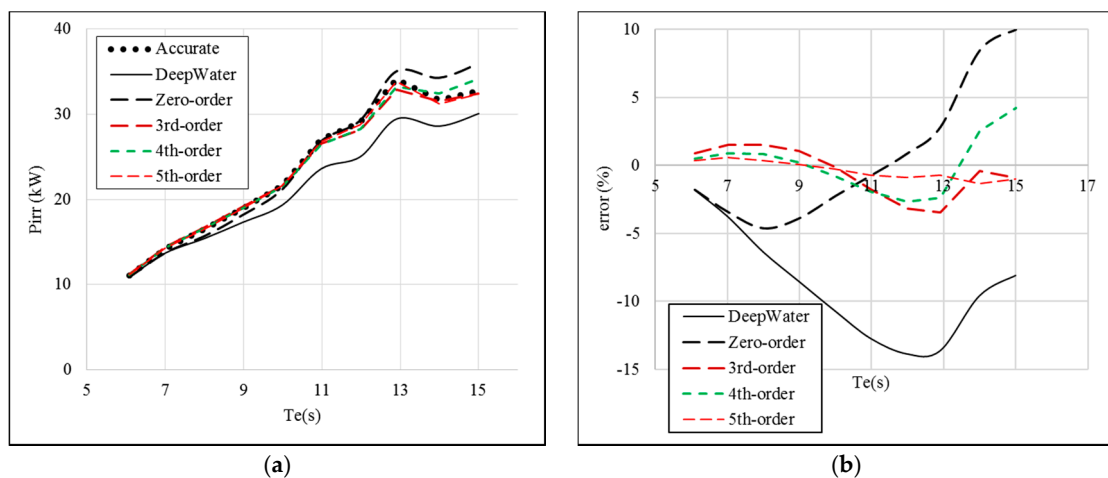 40
30
20
10
0
Pirr (kW)
Accurate
DeepWater
Zero-order
3rd-order
4th-order
5th-order
5 7 9 11 13 15
Te(s)
(a)
10
5
0
-5
-10
-15
error (%)
5 7 9 11 13 15 17
DeepWater
Zero-order
3rd-order
4th-order
5th-order
Te(s)
(b)